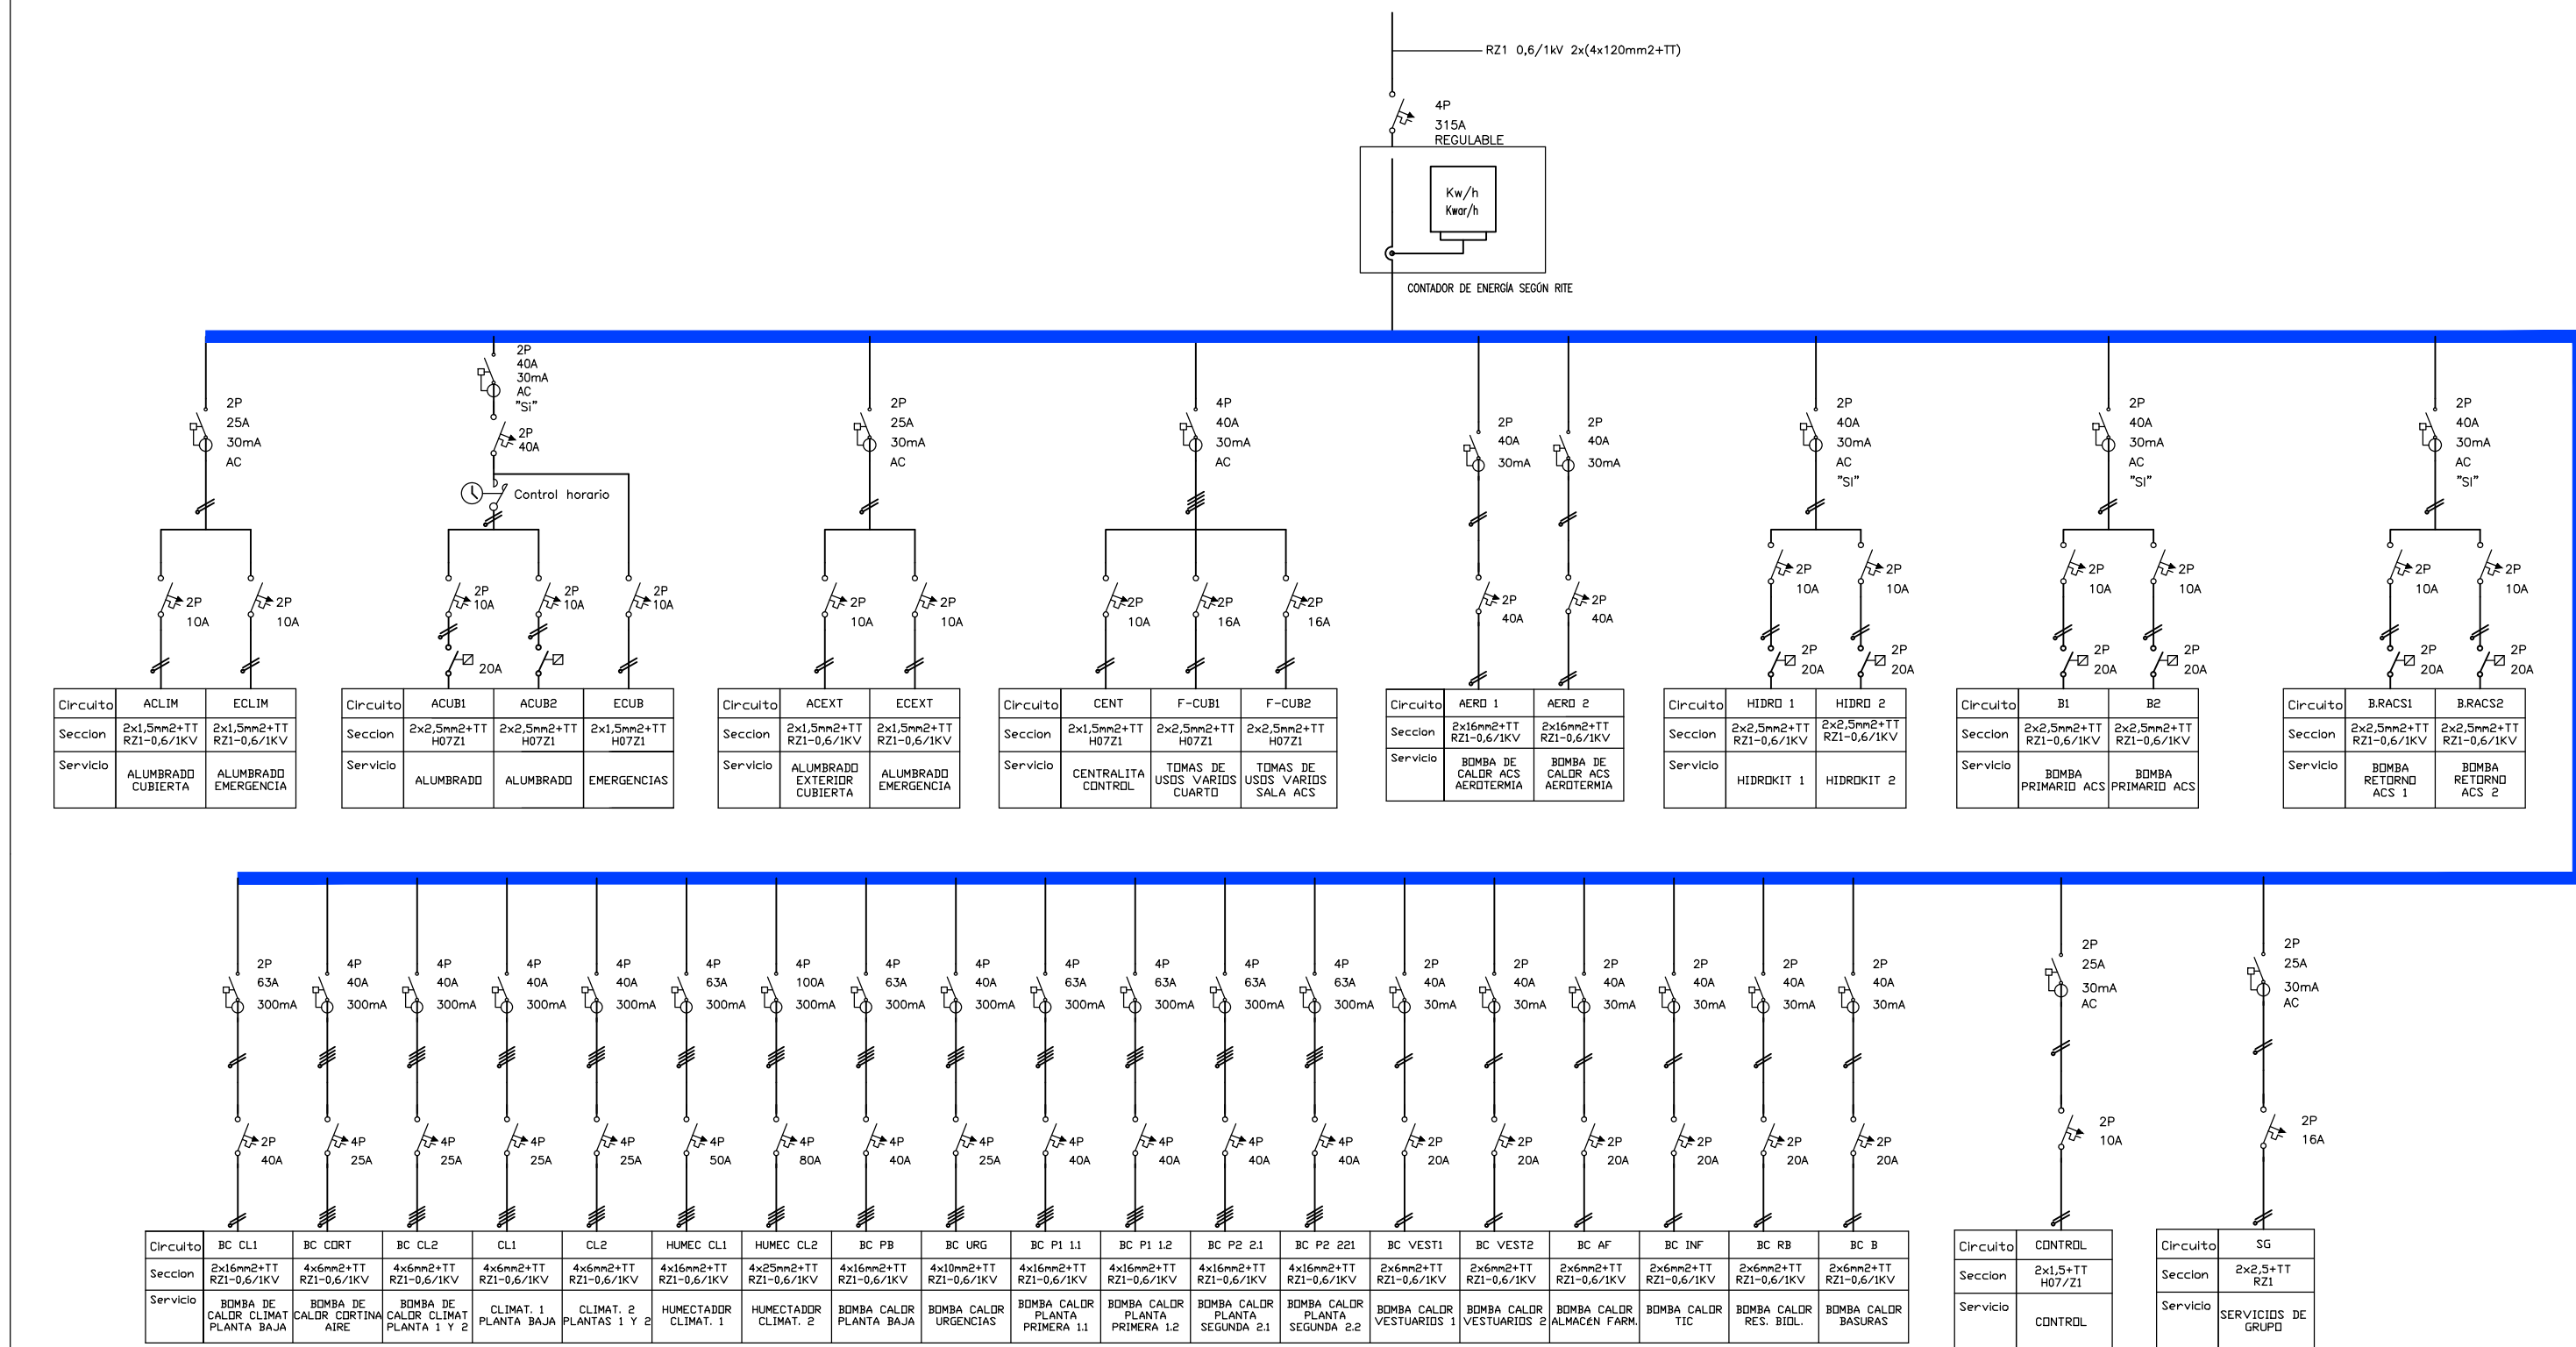 RZ1 0,6/1kV 2x(4x120mm2+TT)
4P
315A
REGULABLE
Kw/h
Kwar/h
CONTADOR DE ENERGÍA SEGÚN RITE
2P
25A
30mA
AC
2P
10A
2P
10A
Circuito ACLIM ECLIM
Seccion 2x1,5mm2+TT 2x1,5mm2+TT
RZ1-0,6/1KV RZ1-0,6/1KV
Servicio ALUMBRADO CUBIERTA ALUMBRADO EMERGENCIA
2P
40A
30mA
AC
"Si"
2P
40A
Control horario
2P
10A
2P
10A
2P
10A
20A
Circuito ACUB1 ACUB2 ECUB
Seccion 2x2,5mm2+TT 2x2,5mm2+TT 2x1,5mm2+TT
H07Z1 H07Z1 H07Z1
Servicio ALUMBRADO ALUMBRADO EMERGENCIAS
2P
25A
30mA
AC
2P
10A
2P
10A
Circuito ACEXT ECEXT
Seccion 2x1,5mm2+TT 2x1,5mm2+TT
RZ1-0,6/1KV RZ1-0,6/1KV
Servicio ALUMBRADO EXTERIOR CUBIERTA ALUMBRADO EMERGENCIA
4P
40A
30mA
AC
2P
10A
2P
16A
2P
16A
Circuito CENT F-CUB1 F-CUB2
Seccion 2x1,5mm2+TT 2x2,5mm2+TT 2x2,5mm2+TT
H07Z1 H07Z1 H07Z1
Servicio CENTRALITA CONTROL TOMAS DE USOS VARIOS CUARTO TOMAS DE USOS VARIOS SALA ACS
2P
40A
30mA
2P
40A
30mA
2P
40A
2P
40A
Circuito AERO 1 AERO 2
Seccion 2x16mm2+TT 2x16mm2+TT
RZ1-0,6/1KV RZ1-0,6/1KV
Servicio BOMBA DE CALOR ACS AEROTERMIA BOMBA DE CALOR ACS AEROTERMIA
2P
40A
30mA
AC
"SI"
2P
10A
2P
10A
2P
20A
2P
20A
Circuito HIDRO 1 HIDRO 2
Seccion 2x2,5mm2+TT 2x2,5mm2+TT
RZ1-0,6/1KV RZ1-0,6/1KV
Servicio HIDROKIT 1 HIDROKIT 2
2P
40A
30mA
AC
"SI"
2P
10A
2P
10A
2P
20A
2P
20A
Circuito B1 B2
Seccion 2x2,5mm2+TT 2x2,5mm2+TT
RZ1-0,6/1KV RZ1-0,6/1KV
Servicio BOMBA PRIMARIO ACS BOMBA PRIMARIO ACS
2P
40A
30mA
AC
"SI"
2P
10A
2P
10A
2P
20A
2P
20A
Circuito B.RACS1 B.RACS2
Seccion 2x2,5mm2+TT 2x2,5mm2+TT
RZ1-0,6/1KV RZ1-0,6/1KV
Servicio BOMBA RETORNO ACS 1 BOMBA RETORNO ACS 2
2P 4P 4P 4P 4P 4P 4P 4P 4P 4P 4P 4P 4P 2P 2P 2P 2P 2P 2P
63A 40A 40A 40A 40A 63A 100A 63A 40A 63A 63A 63A 63A 40A 40A 40A 40A 40A 40A
300mA 300mA 300mA 300mA 300mA 300mA 300mA 300mA 300mA 300mA 300mA 300mA 300mA 30mA 30mA 30mA 30mA 30mA 30mA
2P 4P 4P 4P 4P 4P 4P 4P 4P 4P 4P 4P 4P 2P 2P 2P 2P 2P 2P
40A 25A 25A 25A 25A 50A 80A 40A 25A 40A 40A 40A 40A 20A 20A 20A 20A 20A 20A
Circuito BC CL1 BC CORT BC CL2 CL1 CL2 HUMEC CL1 HUMEC CL2 BC PB BC URG BC P1 1.1 BC P1 1.2 BC P2 2.1 BC P2 221 BC VEST1 BC VEST2 BC AF BC INF BC RB BC B
Seccion 2x16mm2+TT 4x6mm2+TT 4x6mm2+TT 4x6mm2+TT 4x6mm2+TT 4x16mm2+TT 4x25mm2+TT 4x16mm2+TT 4x10mm2+TT 4x16mm2+TT 4x16mm2+TT 4x16mm2+TT 4x16mm2+TT 2x6mm2+TT 2x6mm2+TT 2x6mm2+TT 2x6mm2+TT 2x6mm2+TT 2x6mm2+TT
RZ1-0,6/1KV RZ1-0,6/1KV RZ1-0,6/1KV RZ1-0,6/1KV RZ1-0,6/1KV RZ1-0,6/1KV RZ1-0,6/1KV RZ1-0,6/1KV RZ1-0,6/1KV RZ1-0,6/1KV RZ1-0,6/1KV RZ1-0,6/1KV RZ1-0,6/1KV RZ1-0,6/1KV RZ1-0,6/1KV RZ1-0,6/1KV RZ1-0,6/1KV RZ1-0,6/1KV RZ1-0,6/1KV
Servicio BOMBA DE CALOR CLIMAT PLANTA BAJA BOMBA DE CALOR CORTINA AIRE BOMBA DE CALOR CLIMAT PLANTA 1 Y 2 CLIMAT. 1 PLANTA BAJA CLIMAT. 2 PLANTAS 1 Y 2 HUMECTADOR CLIMAT. 1 HUMECTADOR CLIMAT. 2 BOMBA CALOR PLANTA BAJA BOMBA CALOR URGENCIAS BOMBA CALOR PLANTA PRIMERA 1.1 BOMBA CALOR PLANTA PRIMERA 1.2 BOMBA CALOR PLANTA SEGUNDA 2.1 BOMBA CALOR PLANTA SEGUNDA 2.2 BOMBA CALOR VESTUARIOS 1 BOMBA CALOR VESTUARIOS 2 BOMBA CALOR ALMACéN FARM. BOMBA CALOR TIC BOMBA CALOR RES. BIOL. BOMBA CALOR BASURAS
2P
25A
30mA
AC
2P
10A
Circuito CONTROL
Seccion 2x1,5+TT
H07/Z1
Servicio CONTROL
2P
25A
30mA
AC
2P
16A
Circuito SG
Seccion 2x2,5+TT
RZ1
Servicio SERVICIOS DE GRUPO